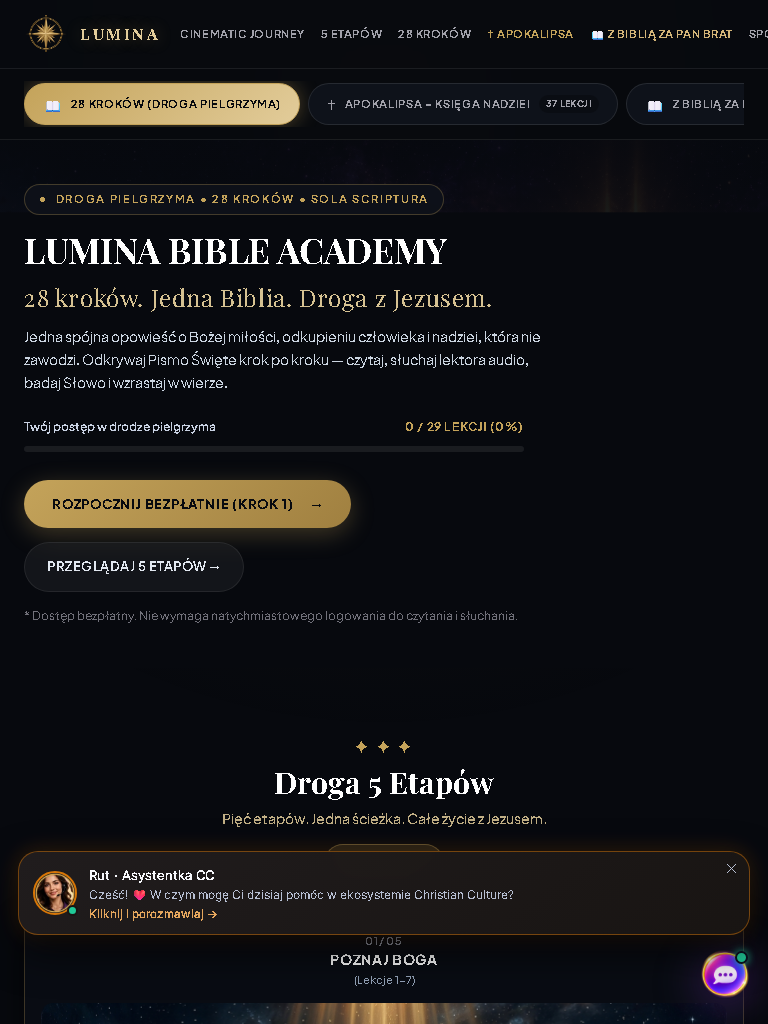 LUMINA CINEMATIC JOURNEY 5 ETAPÓW 28 KROKÓW † APOKALIPSA Z BIBLIĄ ZA PAN BRAT
28 KROKÓW (DROGA PIELGRZYMA) † APOKALIPSA – KSIĘGA NADZIEI 37 LEKCJI Z BIBLIĄ ZA
• DROGA PIELGRZYMA • 28 KROKÓW • SOLA SCRIPTURA
LUMINA BIBLE ACADEMY
28 kroków. Jedna Biblia. Droga z Jezusem.
Jedna spójna opowieść o Bożej miłości, odkupieniu człowieka i nadziei, która nie
zawodzi. Odkrywaj Pismo Święte krok po kroku — czytaj, słuchaj lektora audio,
badaj Słowo i wzrastaj w wierze.
Twój postęp w drodze pielgrzyma 0 / 29 LEKCJI (0%)
ROZPOCZNIJ BEZPŁATNIE (KROK 1) →
PRZEGLĄDAJ 5 ETAPÓW →
* Dostęp bezpłatny. Nie wymaga natychmiastowego logowania do czytania i słuchania.
Droga 5 Etapów
Pięć etapów. Jedna ścieżka. Całe życie z Jezusem.
Rut · Asystentka CC
Cześć! ❤️ W czym mogę Ci dzisiaj pomóc w ekosystemie Christian Culture?
Kliknij i porozmawiaj →
01/05
POZNAJ BOGA
(Lekcje 1–7)